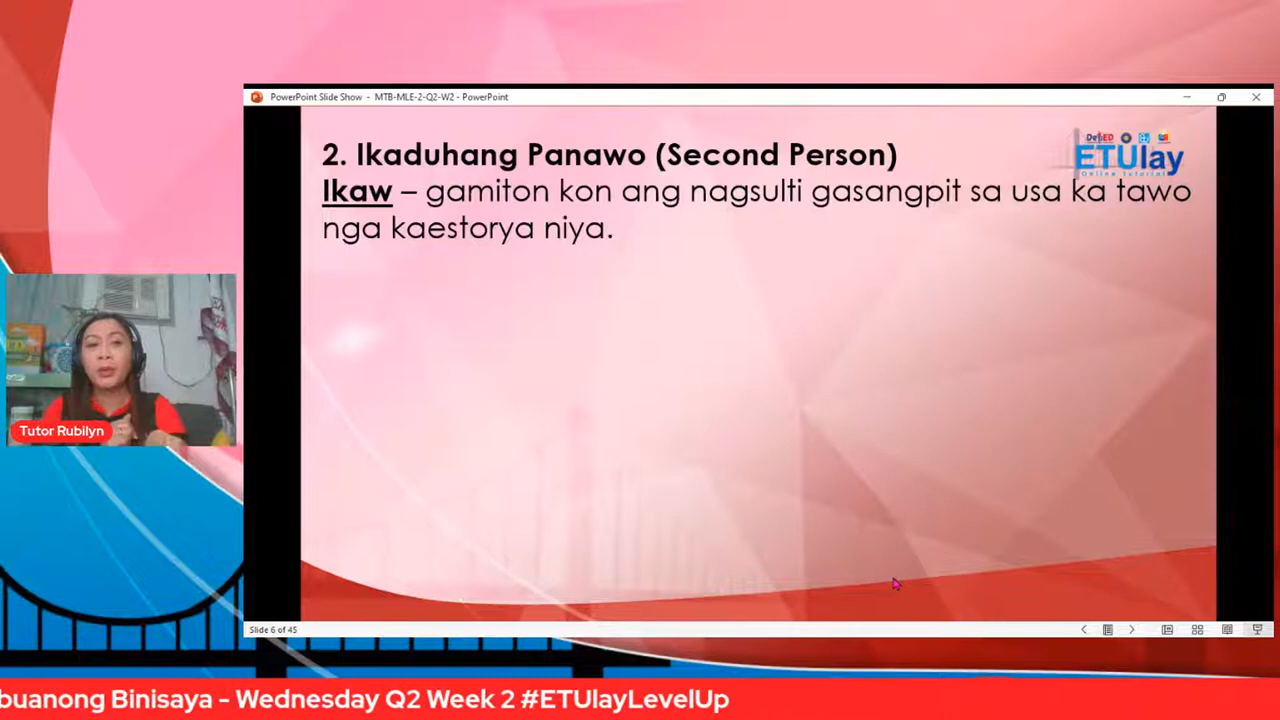 PowerPoint Slide Show - MTB-MLE-2-Q2-W2 - PowerPoint
DepED
ETUlay
Online Tutorial
2. Ikaduhang Panawo (Second Person)
Ikaw – gamiton kon ang nagsulti gasangpit sa usa ka tawo
nga kaestorya niya.
Tutor Rubilyn
Slide 6 of 45
buanong Binisaya - Wednesday Q2 Week 2 #ETUlayLevelUp